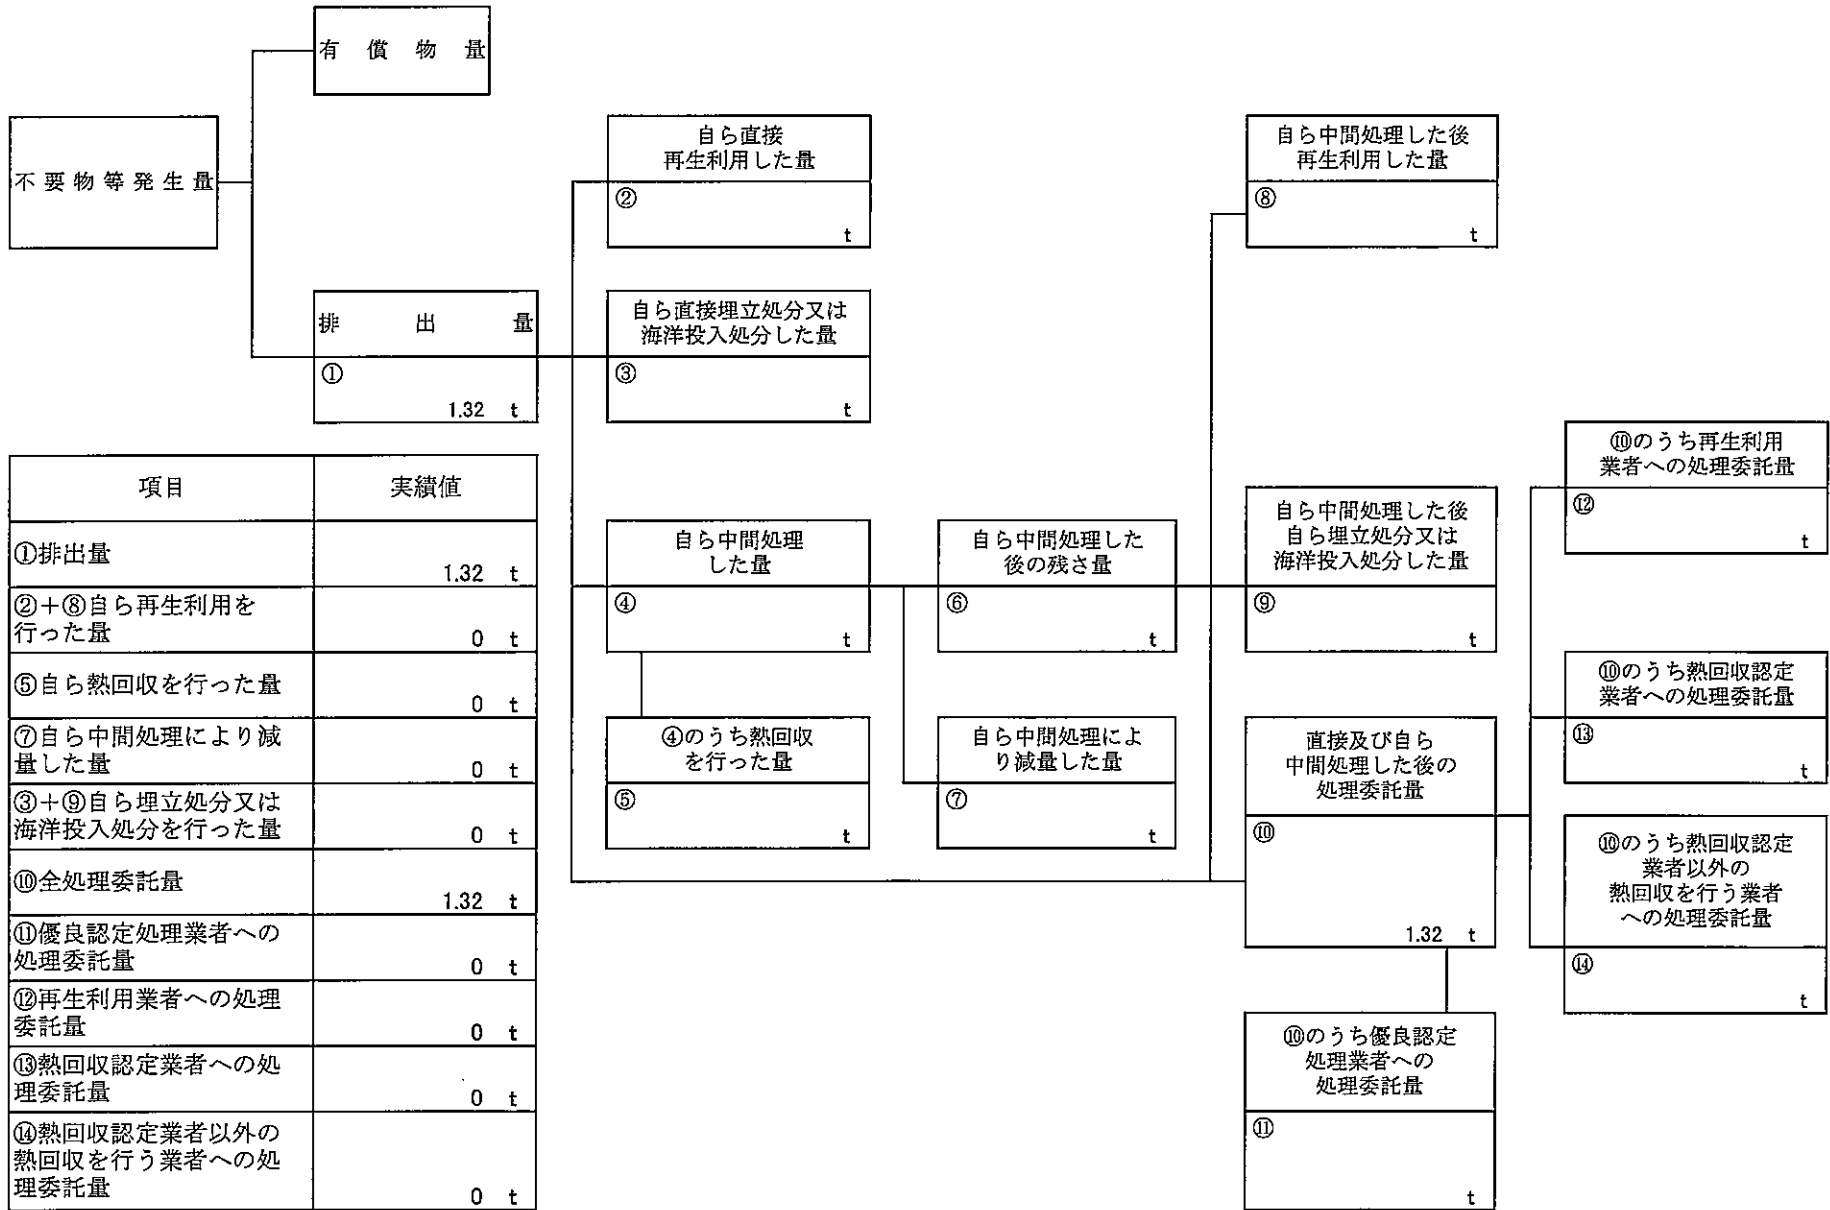 有償物量
不要物等発生量
自ら直接
再生利用した量
②
t
自ら中間処理した後
再生利用した量
⑧
t
排出量
①
1.32 t
自ら直接埋立処分又は
海洋投入処分した量
③
t
⑩のうち再生利用
業者への処理委託量
⑫
t
自ら中間処理
した量
④
t
自ら中間処理した
後の残さ量
⑥
t
自ら中間処理した後
自ら埋立処分又は
海洋投入処分した量
⑨
t
⑩のうち熱回収認定
業者への処理委託量
⑬
t
④のうち熱回収
を行った量
⑤
t
自ら中間処理によ
り減量した量
⑦
t
直接及び自ら
中間処理した後の
処理委託量
⑩
1.32 t
⑩のうち熱回収認定
業者以外の
熱回収を行う業者
への処理委託量
⑭
t
⑩のうち優良認定
処理業者への
処理委託量
⑪
t
項目 実績値
①排出量
1.32 t
②+⑧自ら再生利用を
行った量
0 t
⑤自ら熱回収を行った量
0 t
⑦自ら中間処理により減
量した量
0 t
③+⑨自ら埋立処分又は
海洋投入処分を行った量
0 t
⑩全処理委託量
1.32 t
⑪優良認定処理業者への
処理委託量
0 t
⑫再生利用業者への処理
委託量
0 t
⑬熱回収認定業者への処
理委託量
0 t
⑭熱回収認定業者以外の
熱回収を行う業者への処
理委託量
0 t